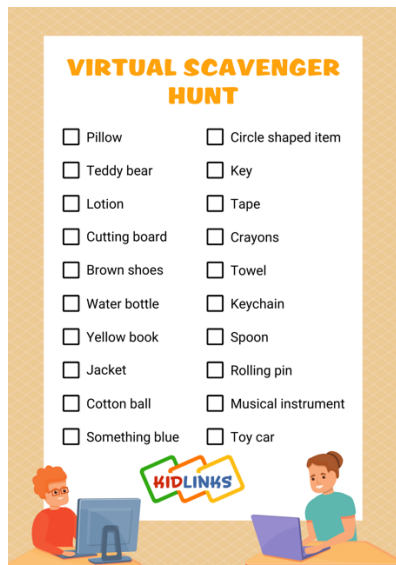 VIRTUAL SCAVENGER
HUNT
Pillow
Teddy bear
Lotion
Cutting board
Brown shoes
Water bottle
Yellow book
Jacket
Cotton ball
Something blue
Circle shaped item
Key
Tape
Crayons
Towel
Keychain
Spoon
Rolling pin
Musical instrument
Toy car
KIDLINKS